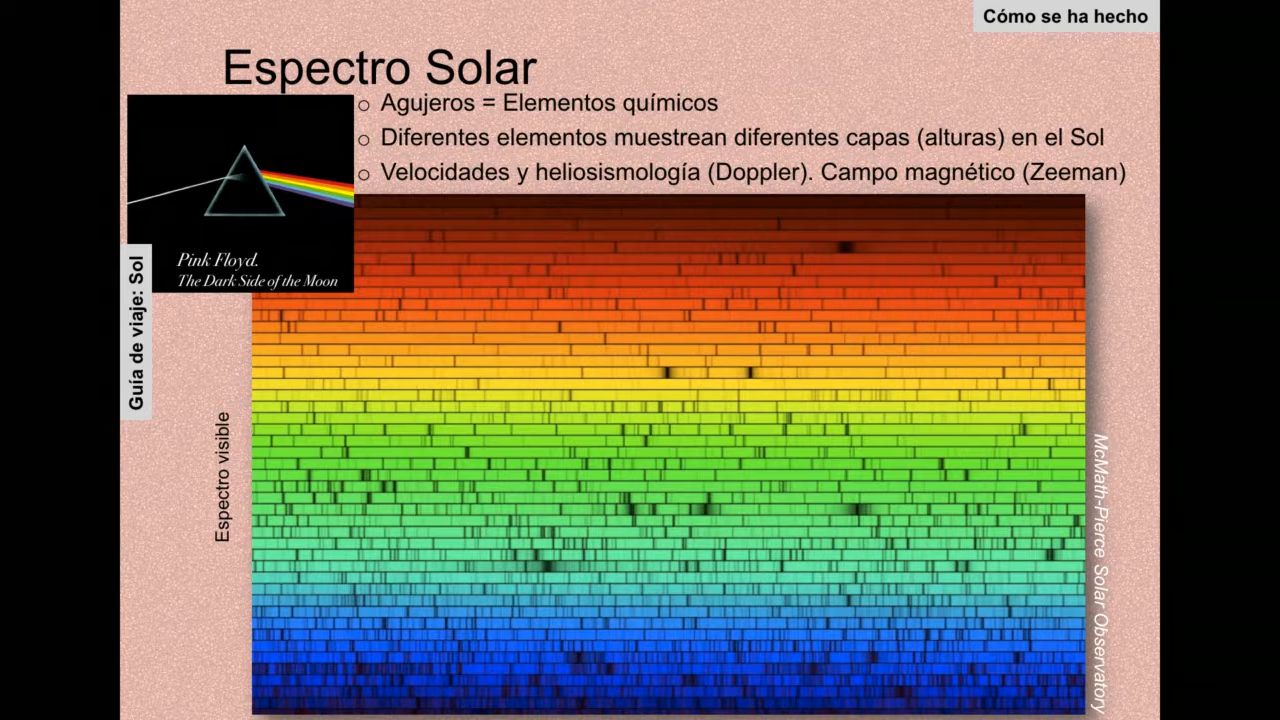 Cómo se ha hecho
Espectro Solar
Agujeros = Elementos químicos
Diferentes elementos muestrean diferentes capas (alturas) en el Sol
Velocidades y heliosismología (Doppler). Campo magnético (Zeeman)
Pink Floyd.
The Dark Side of the Moon
Guía de viaje: Sol
Espectro visible
McMath-Pierce Solar Observatory